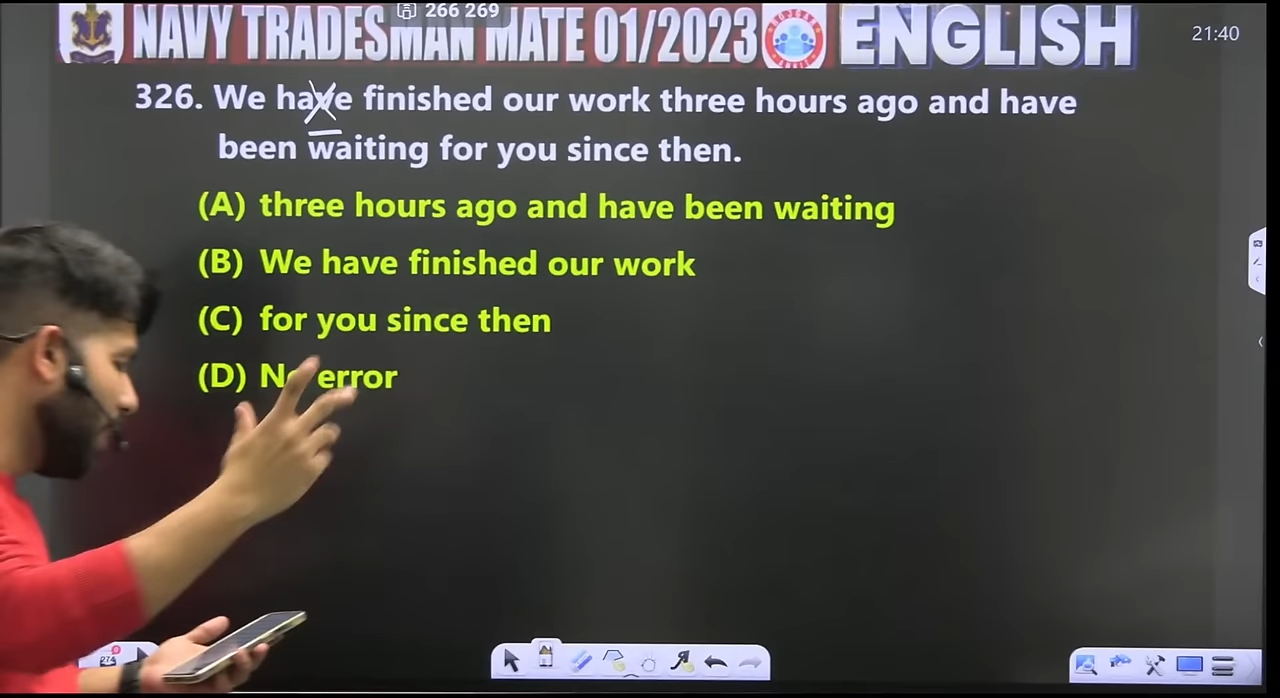 266 269
NAVY TRADESMAN MATE 01/2023 ENGLISH
21:40
326. We have finished our work three hours ago and have
been waiting for you since then.
(A) three hours ago and have been waiting
(B) We have finished our work
(C) for you since then
(D) No error
274